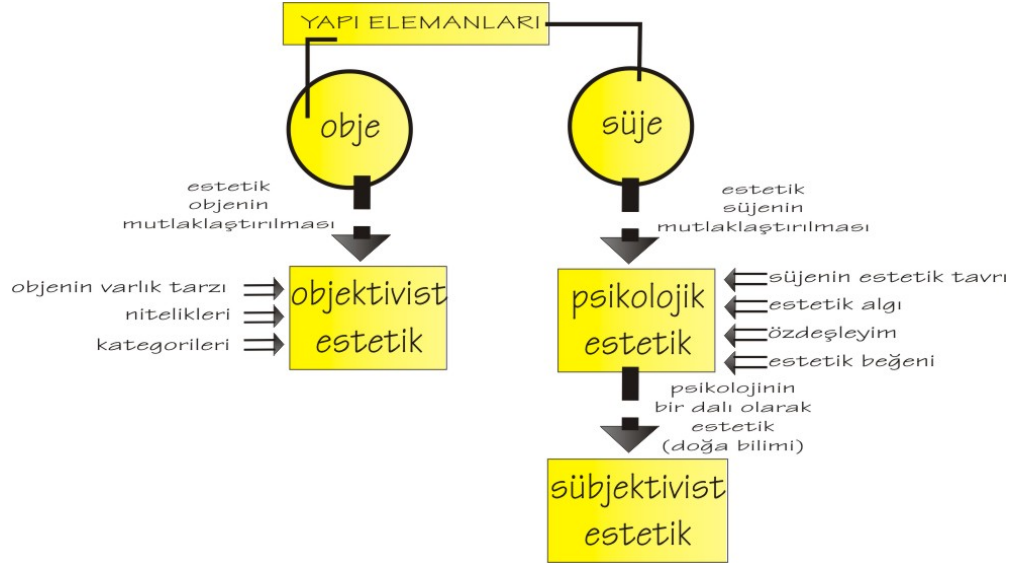 YAPI ELEMANLARI
obje
süje
estetik
objenin
mutlaklaştırılması
estetik
süjenin
mutlaklaştırılması
objenin varlık tarzı
nitelikleri
kategorileri
objektivist
estetik
psikolojik
estetik
süjenin estetik tavrı
estetik algı
özdeşleyim
estetik beğeni
psikolojinin
bir dalı olarak
estetik
(doğa bilimi)
sübjektivist
estetik